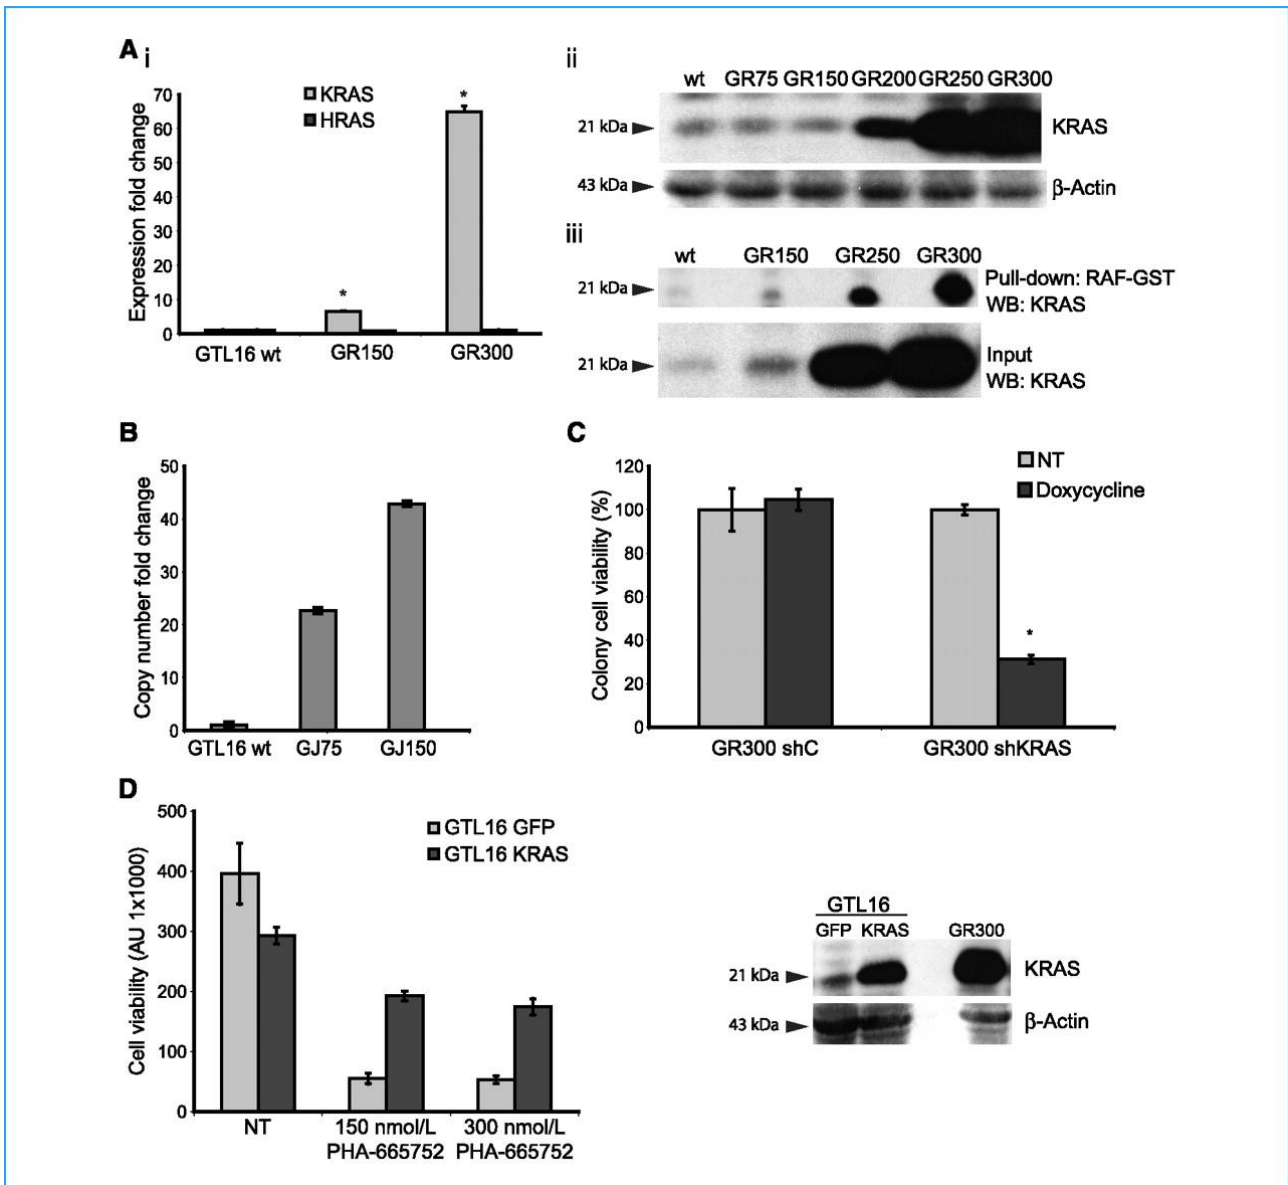 A i
70
60
50
40
30
20
10
0
Expression fold change
KRAS
HRAS
*
*
GTL16 wt GR150 GR300
ii
wt GR75 GR150 GR200 GR250 GR300
21 kDa KRAS
43 kDa β-Actin
iii
wt GR150 GR250 GR300
21 kDa Pull-down: RAF-GST
WB: KRAS
21 kDa Input
WB: KRAS
B
50
40
30
20
10
0
Copy number fold change
GTL16 wt GJ75 GJ150
C
120
100
80
60
40
20
0
Colony cell viability (%)
NT
Doxycycline
*
GR300 shC GR300 shKRAS
D
500
400
300
200
100
0
Cell viability (AU 1x1000)
GTL16 GFP
GTL16 KRAS
NT 150 nmol/L 300 nmol/L
PHA-665752 PHA-665752
GTL16
GFP KRAS GR300
21 kDa KRAS
43 kDa β-Actin